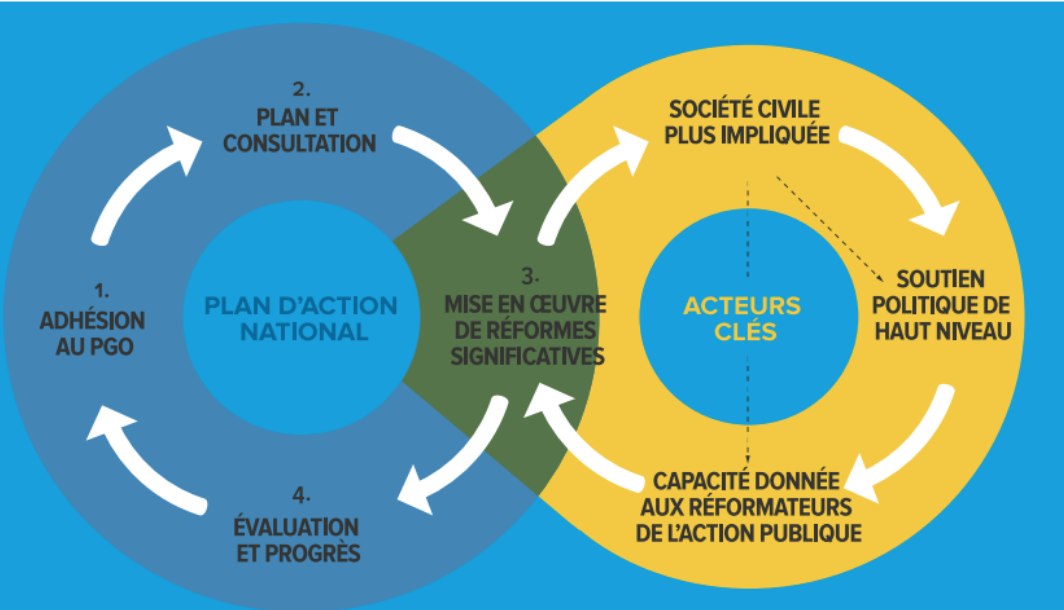 2.
PLAN ET
CONSULTATION
SOCIÉTÉ CIVILE
PLUS IMPLIQUÉE
1.
ADHÉSION
AU PGO
PLAN D'ACTION
NATIONAL
3.
MISE EN ŒUVRE
DE RÉFORMES
SIGNIFICATIVES
ACTEURS
CLÉS
SOUTIEN
POLITIQUE DE
HAUT NIVEAU
4.
ÉVALUATION
ET PROGRÈS
CAPACITÉ DONNÉE
AUX RÉFORMATEURS
DE L'ACTION PUBLIQUE